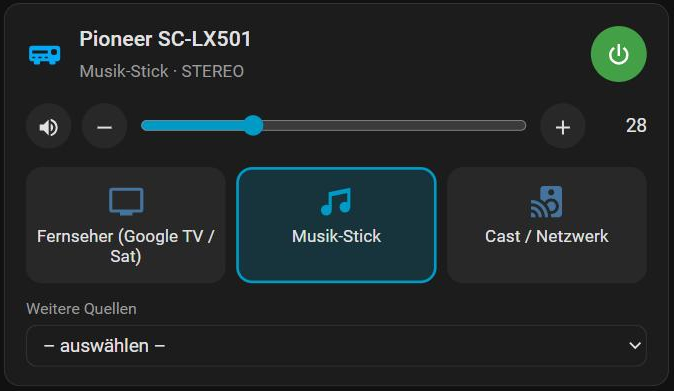 Pioneer SC-LX501
Musik-Stick · STEREO
28
Fernseher (Google TV /
Sat)
Musik-Stick
Cast / Netzwerk
Weitere Quellen
– auswählen –